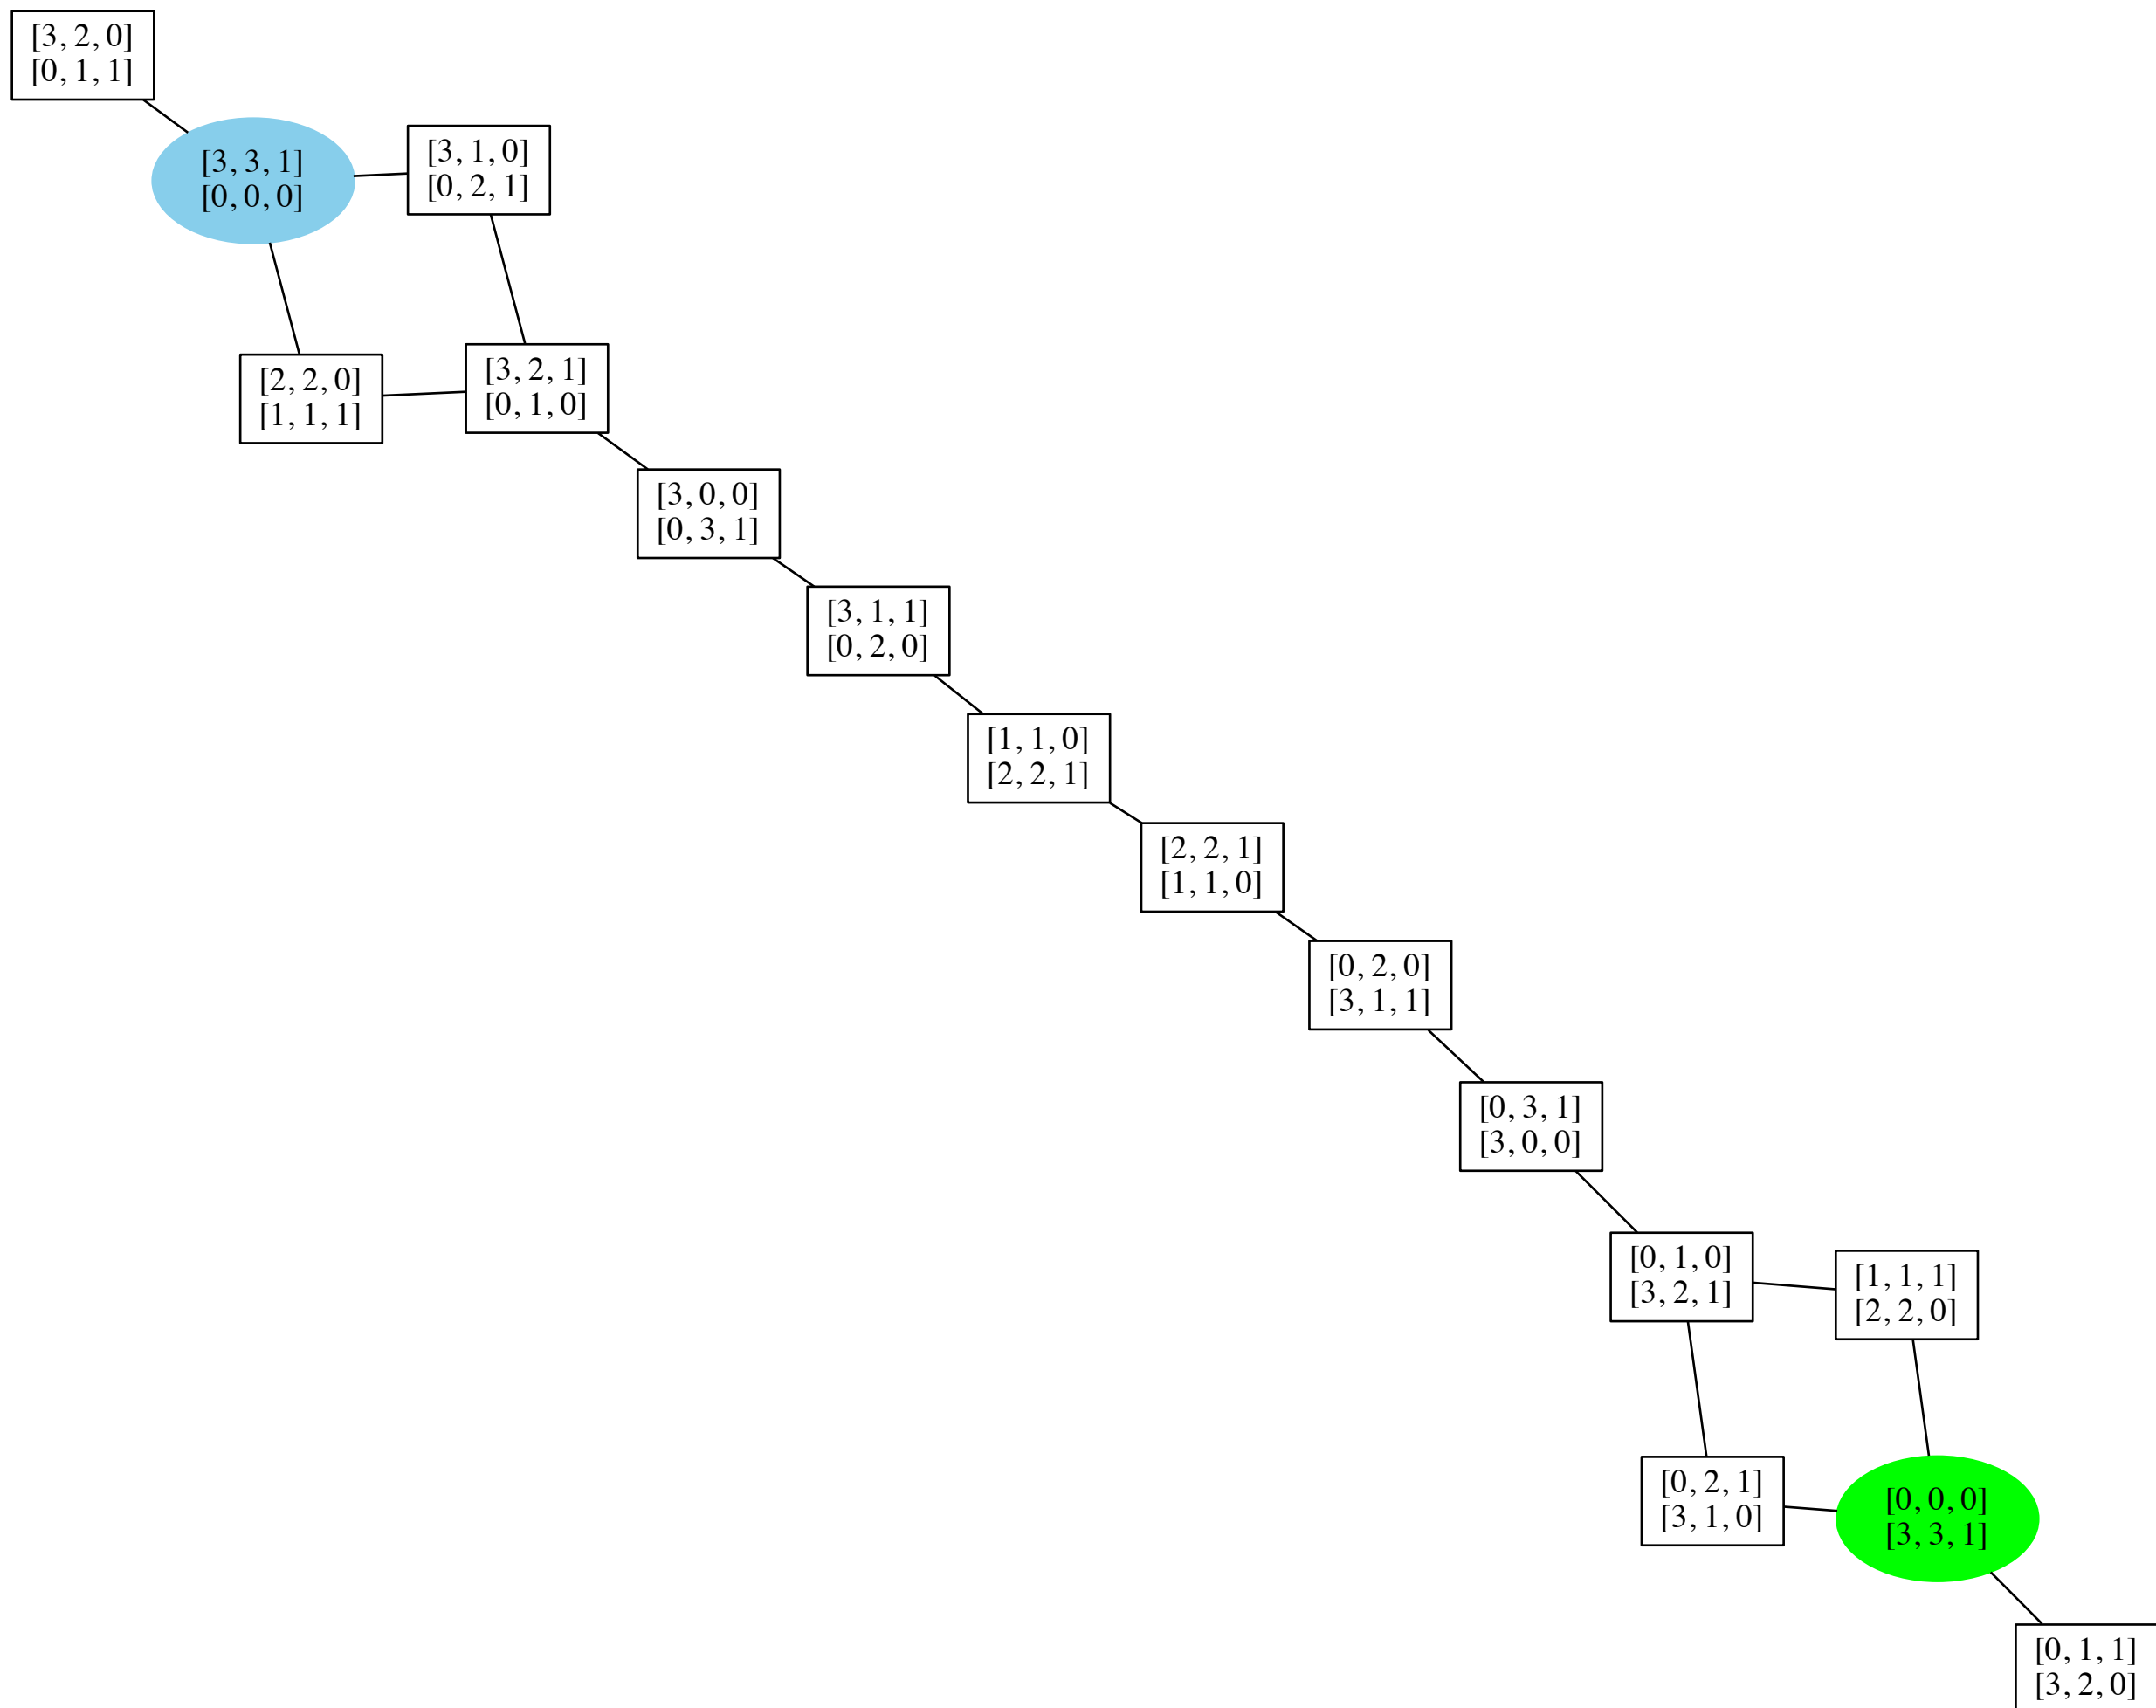 [3, 2, 0]
[0, 1, 1]
[3, 3, 1]
[0, 0, 0]
[3, 1, 0]
[0, 2, 1]
[2, 2, 0]
[1, 1, 1]
[3, 2, 1]
[0, 1, 0]
[3, 0, 0]
[0, 3, 1]
[3, 1, 1]
[0, 2, 0]
[1, 1, 0]
[2, 2, 1]
[2, 2, 1]
[1, 1, 0]
[0, 2, 0]
[3, 1, 1]
[0, 3, 1]
[3, 0, 0]
[0, 1, 0]
[3, 2, 1]
[1, 1, 1]
[2, 2, 0]
[0, 2, 1]
[3, 1, 0]
[0, 0, 0]
[3, 3, 1]
[0, 1, 1]
[3, 2, 0]